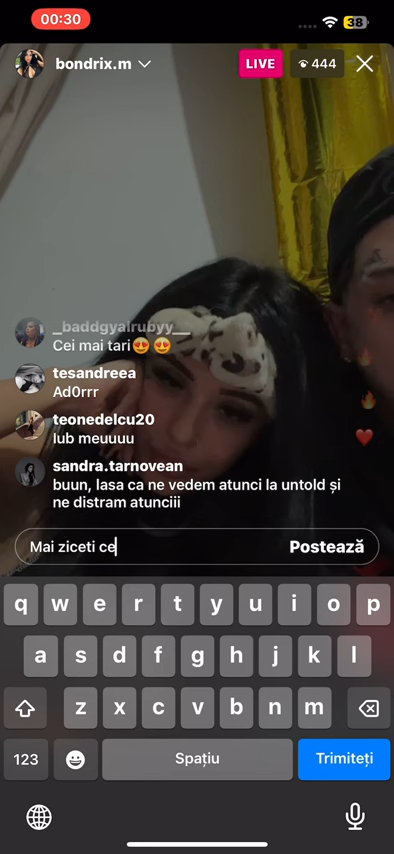 00:30
38
bondrix.m
LIVE
444
_baddgyalrubyy__
Cei mai tari😍😍
tesandreea
Ad0rrr
teonedelcu20
Iub meuuuu
sandra.tarnovean
buun, lasa ca ne vedem atunci la untold și
ne distram atunciii
Mai ziceti ce
Postează
q w e r t y u i o p
a s d f g h j k l
z x c v b n m
123
Spațiu
Trimiteți